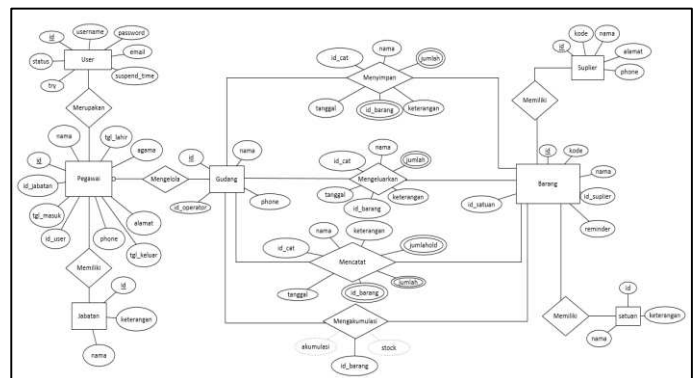 username
id
password
User
email
status
suspend_time
try
Merupakan
nama
tgl_lahir
agama
id
Pegawai
id_jabatan
tgl_masuk
id_user
phone
alamat
tgl_keluar
Memiliki
id
Jabatan
keterangan
nama
Mengelola
id
nama
Gudang
id_operator
phone
nama
id_cat
jumlah
Menyimpan
tanggal
id_barang
keterangan
nama
id_cat
jumlah
Mengeluarkan
tanggal
id_barang
keterangan
nama
keterangan
id_cat
jumlahold
Mencatat
tanggal
id_barang
jumlah
Mengakumulasi
akumulasi
stock
id_barang
kode
nama
id
alamat
Suplier
phone
Memiliki
id
kode
Barang
nama
id_satuan
id_suplier
reminder
Memiliki
id
satuan
keterangan
nama